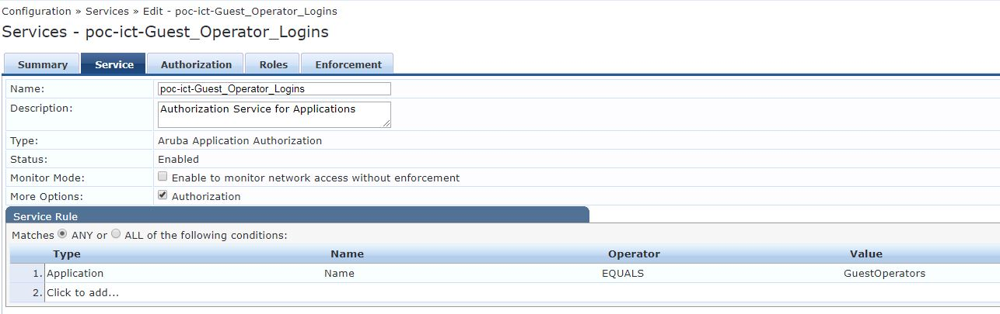 Configuration » Services » Edit - poc-ict-Guest_Operator_Logins
Services - poc-ict-Guest_Operator_Logins
Summary Service Authorization Roles Enforcement
Name: poc-ict-Guest_Operator_Logins
Description: Authorization Service for Applications
Type: Aruba Application Authorization
Status: Enabled
Monitor Mode: Enable to monitor network access without enforcement
More Options: Authorization
Service Rule
Matches ANY or ALL of the following conditions:
Type Name Operator Value
1. Application Name EQUALS GuestOperators
2. Click to add...